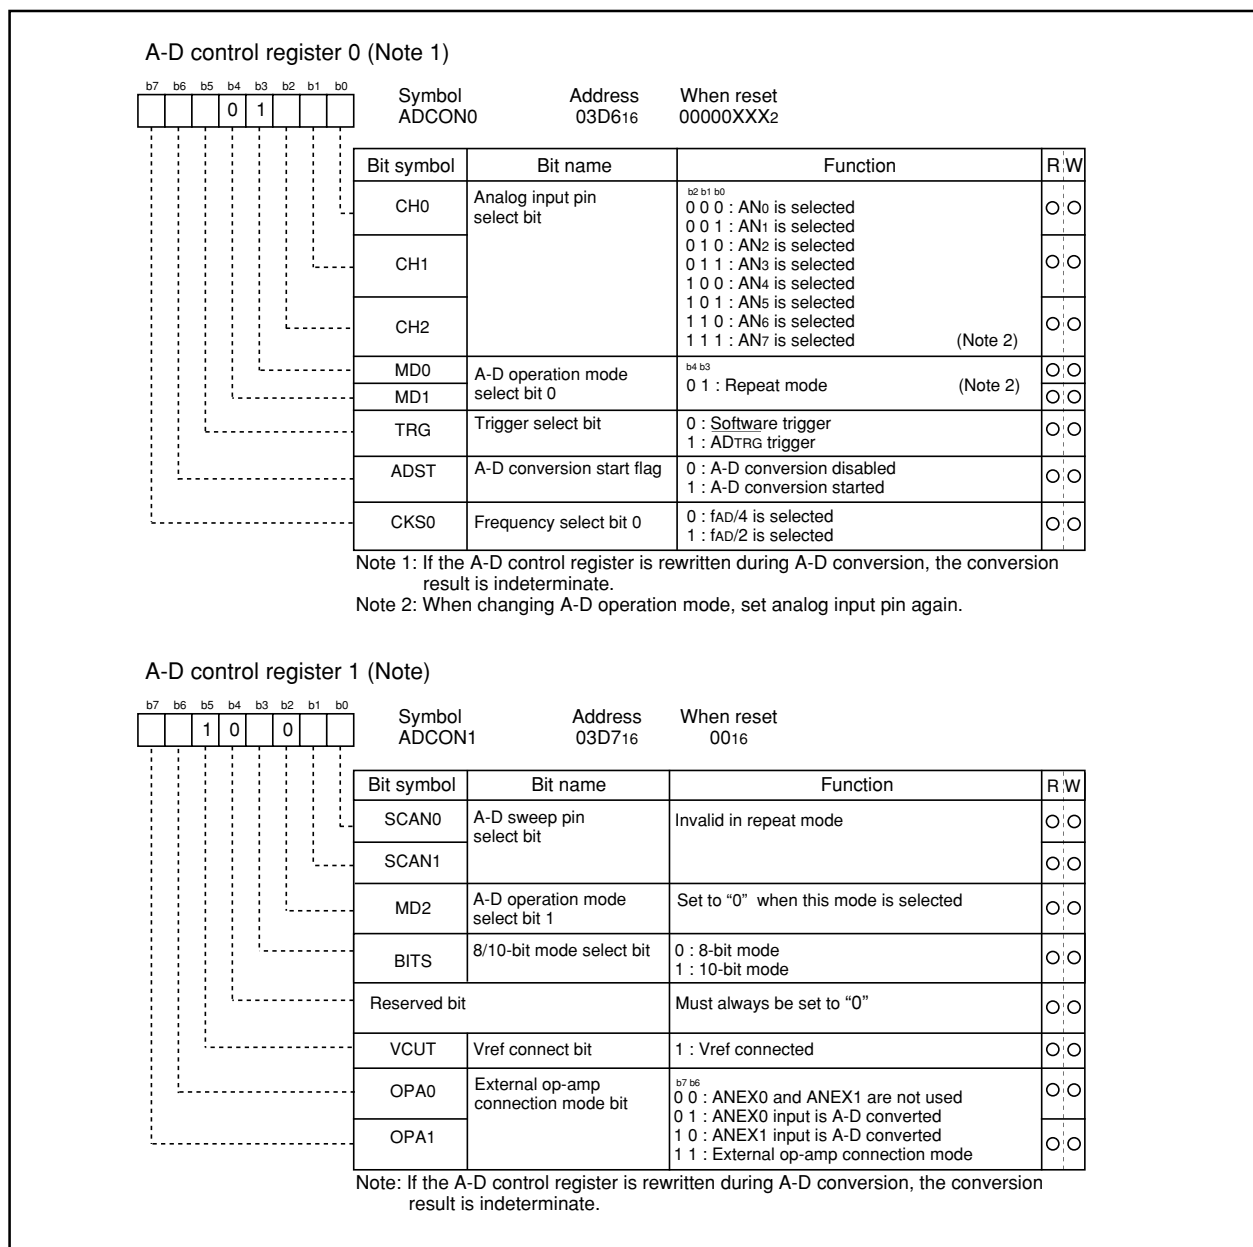 A-D control register 0 (Note 1)
b7 b6 b5 b4 b3 b2 b1 b0
0 1
Symbol Address When reset
ADCON0 03D616 00000XXX2
Bit symbol Bit name Function R W
CH0 Analog input pin select bit
b2 b1 b0
0 0 0 : AN0 is selected
0 0 1 : AN1 is selected
0 1 0 : AN2 is selected
CH1
0 1 1 : AN3 is selected
1 0 0 : AN4 is selected
1 0 1 : AN5 is selected
CH2
1 1 0 : AN6 is selected
1 1 1 : AN7 is selected (Note 2)
MD0 A-D operation mode select bit 0
b4 b3
0 1 : Repeat mode (Note 2)
MD1
TRG Trigger select bit 0 : Software trigger
1 : ADTRG trigger
ADST A-D conversion start flag 0 : A-D conversion disabled
1 : A-D conversion started
CKS0 Frequency select bit 0 0 : fAD/4 is selected
1 : fAD/2 is selected
Note 1: If the A-D control register is rewritten during A-D conversion, the conversion
result is indeterminate.
Note 2: When changing A-D operation mode, set analog input pin again.
A-D control register 1 (Note)
b7 b6 b5 b4 b3 b2 b1 b0
1 0 0
Symbol Address When reset
ADCON1 03D716 0016
Bit symbol Bit name Function R W
SCAN0 A-D sweep pin select bit Invalid in repeat mode
SCAN1
MD2 A-D operation mode select bit 1 Set to “0” when this mode is selected
BITS 8/10-bit mode select bit 0 : 8-bit mode
1 : 10-bit mode
Reserved bit Must always be set to “0”
VCUT Vref connect bit 1 : Vref connected
OPA0 External op-amp connection mode bit
b7 b6
0 0 : ANEX0 and ANEX1 are not used
0 1 : ANEX0 input is A-D converted
OPA1
1 0 : ANEX1 input is A-D converted
1 1 : External op-amp connection mode
Note: If the A-D control register is rewritten during A-D conversion, the conversion
result is indeterminate.